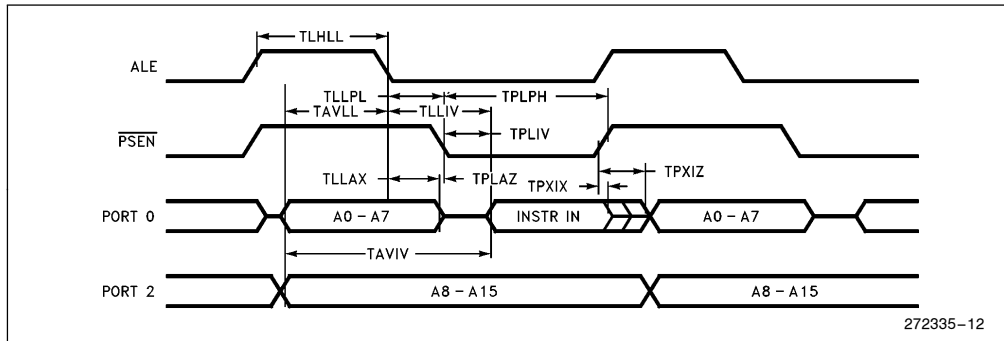 TLHLL
ALE
TLLPL
TPLPH
TAVLL
TLLIV
PSEN
TPLIV
TLLAX
TPLAZ
TPXIX
TPXIZ
PORT 0
A0 – A7
INSTR IN
A0 – A7
TAVIV
PORT 2
A8 – A15
A8 – A15
272335–12